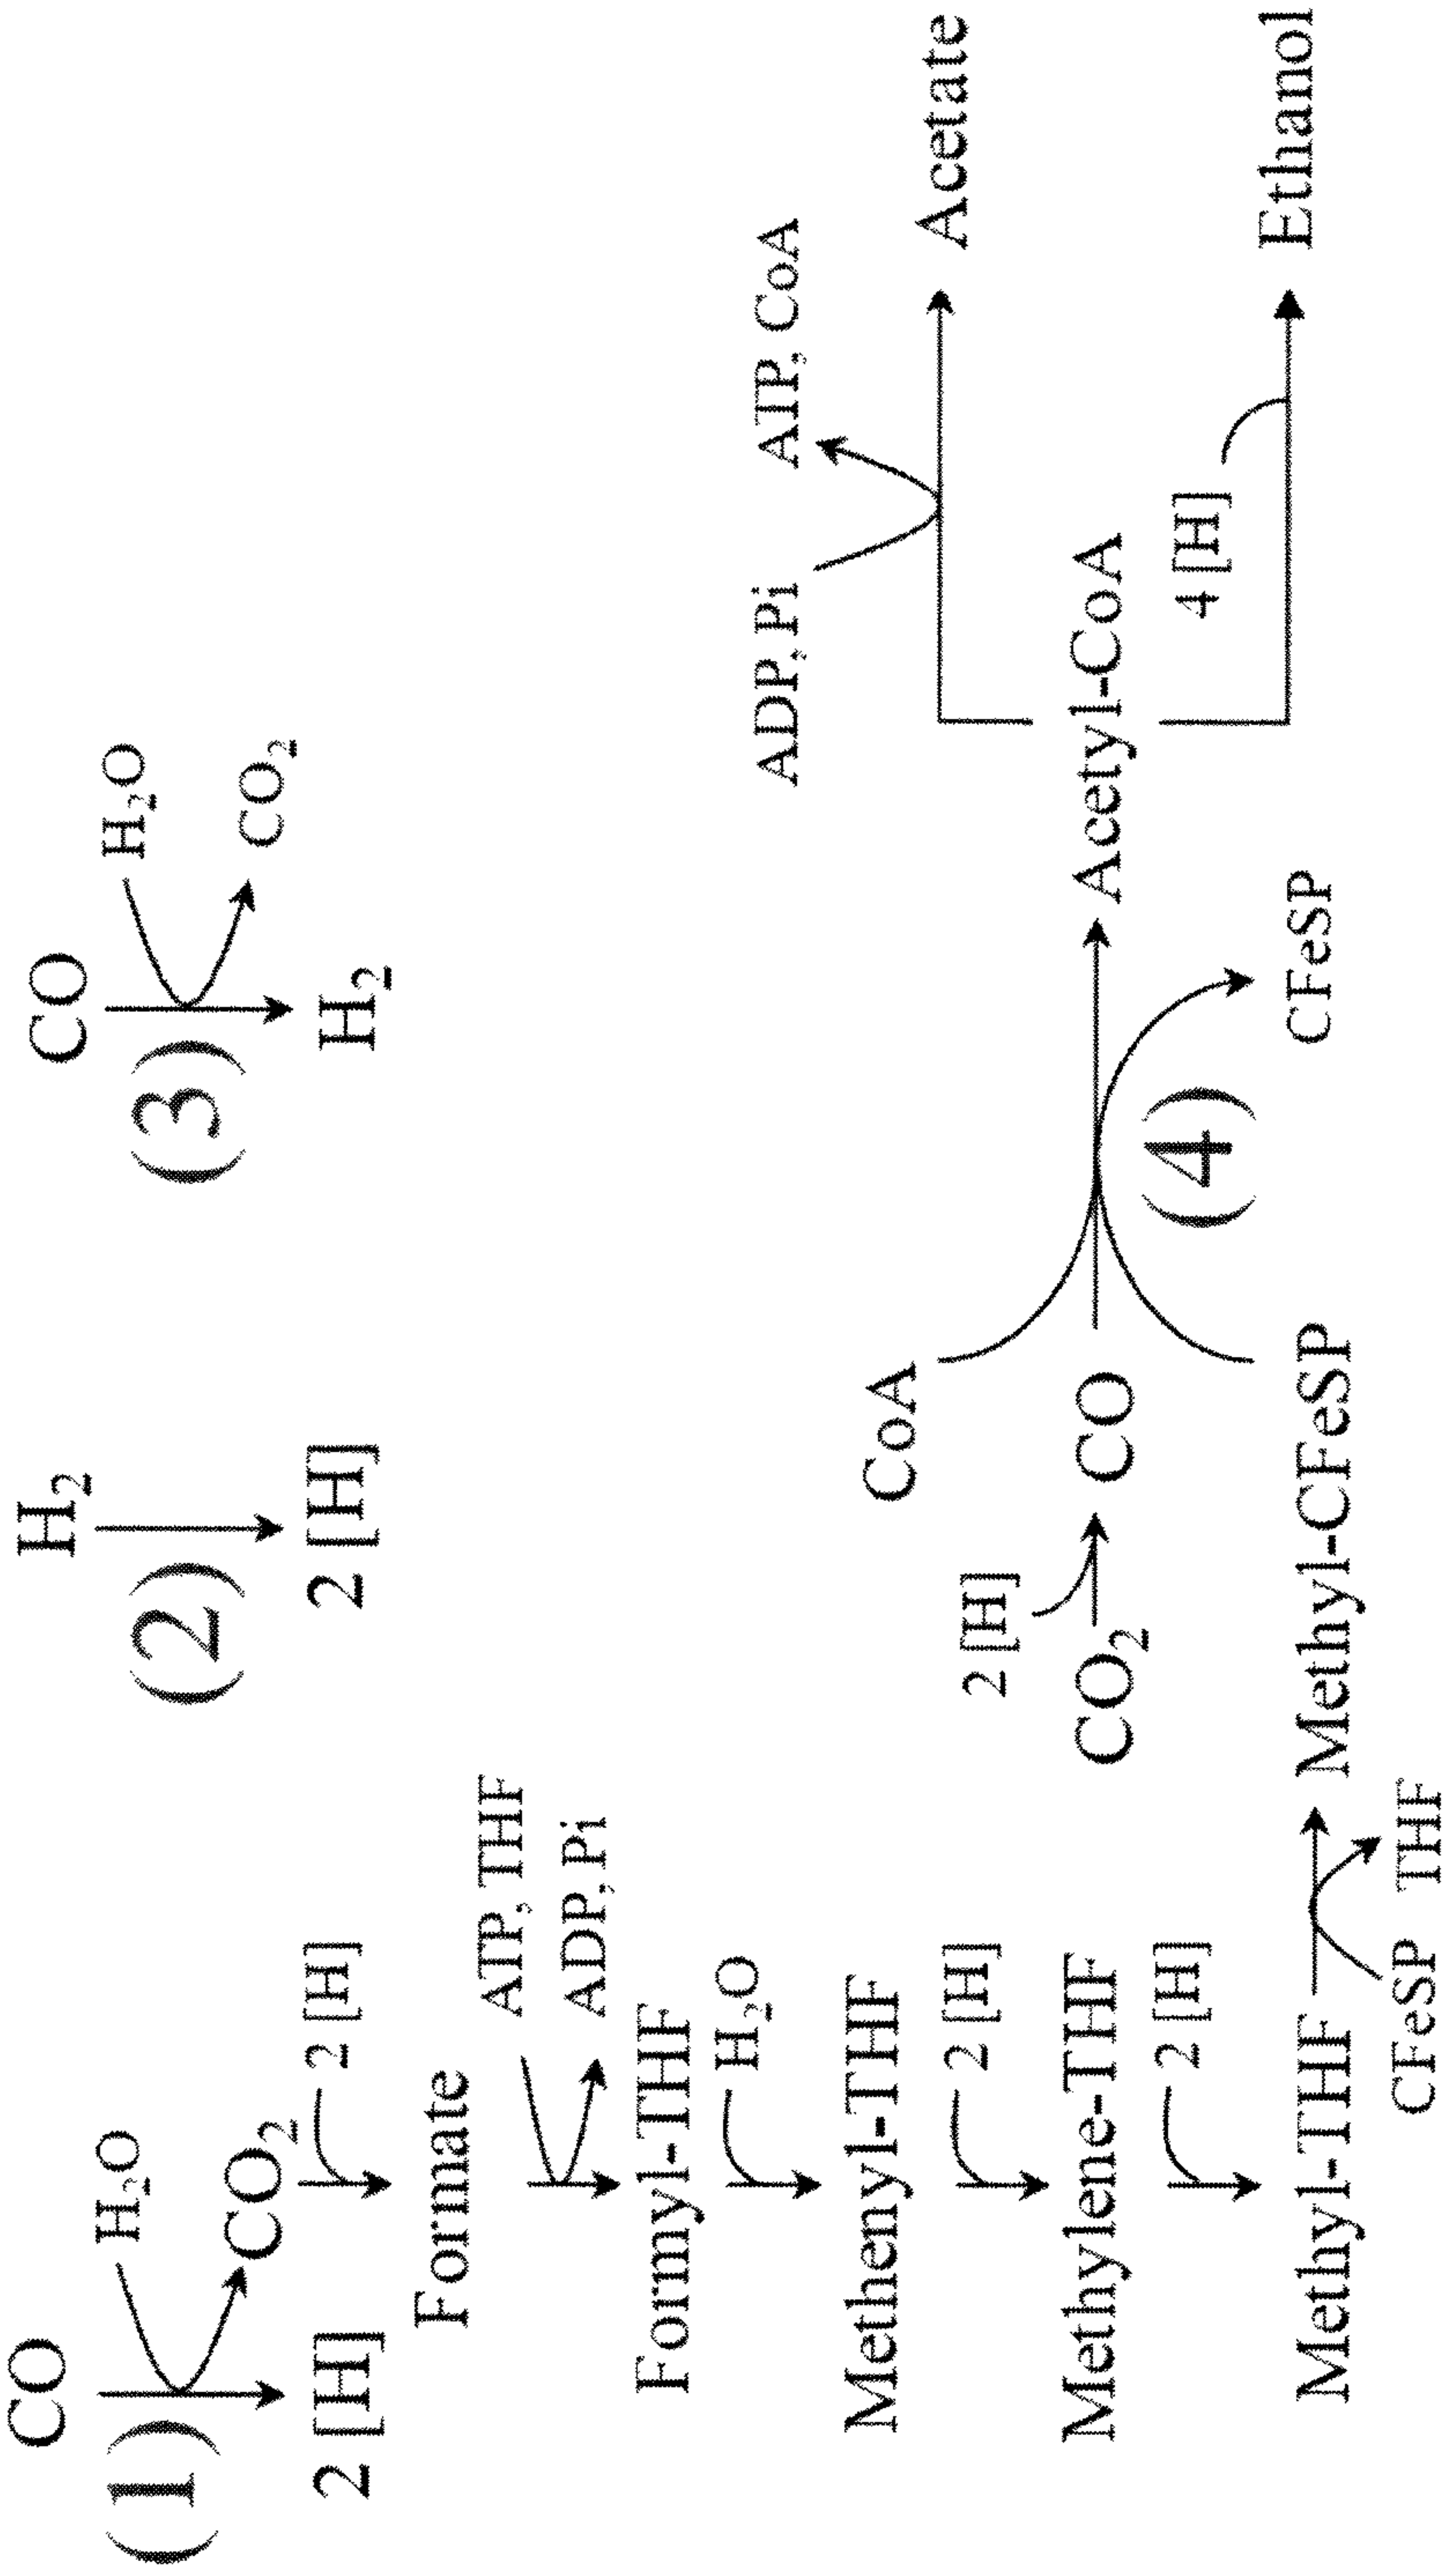 CO
H₂O
(1)
CO₂
2 [H]
2 [H]
Formate
ATP, THF
ADP, Pi
Formyl-THF
H₂O
Methenyl-THF
2 [H]
Methylene-THF
2 [H]
Methyl-THF
CFeSP
THF
Methyl-CFeSP
H₂
(2)
2 [H]
CO
H₂O
(3)
CO₂
H₂
CO₂
2 [H]
CO
CoA
(4)
CFeSP
Acetyl-CoA
ADP, Pi
ATP, CoA
Acetate
4 [H]
Ethanol